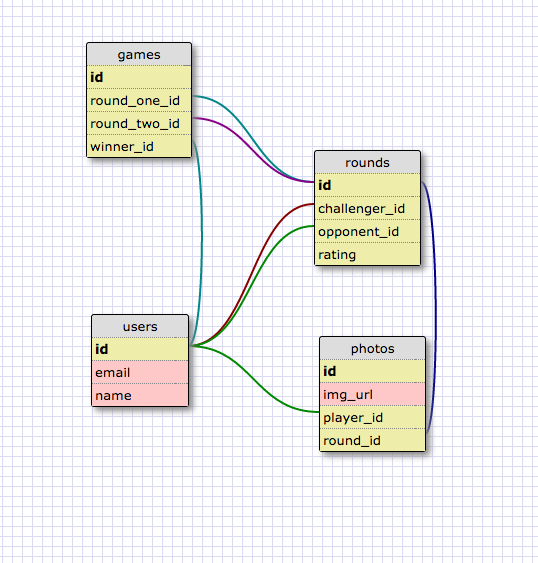 games
id
round_one_id
round_two_id
winner_id
rounds
id
challenger_id
opponent_id
rating
users
id
email
name
photos
id
img_url
player_id
round_id